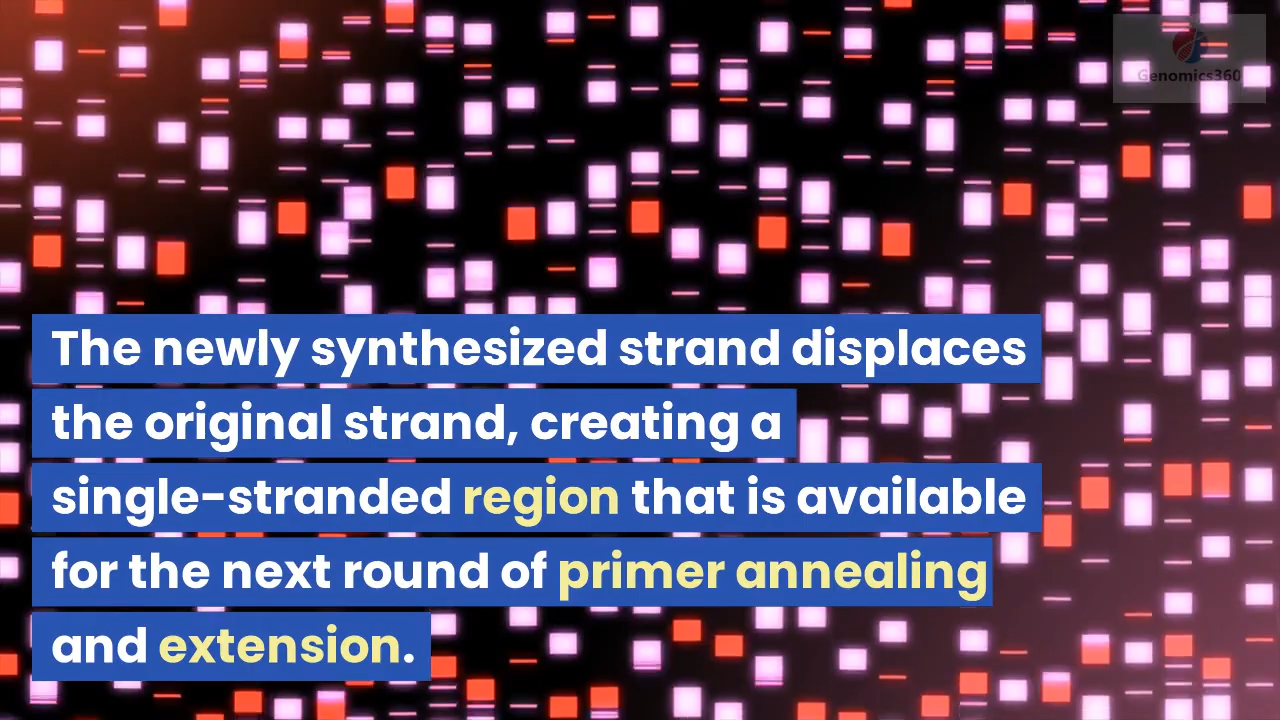 Genomics360
The newly synthesized strand displaces
the original strand, creating a
single-stranded region that is available
for the next round of primer annealing
and extension.